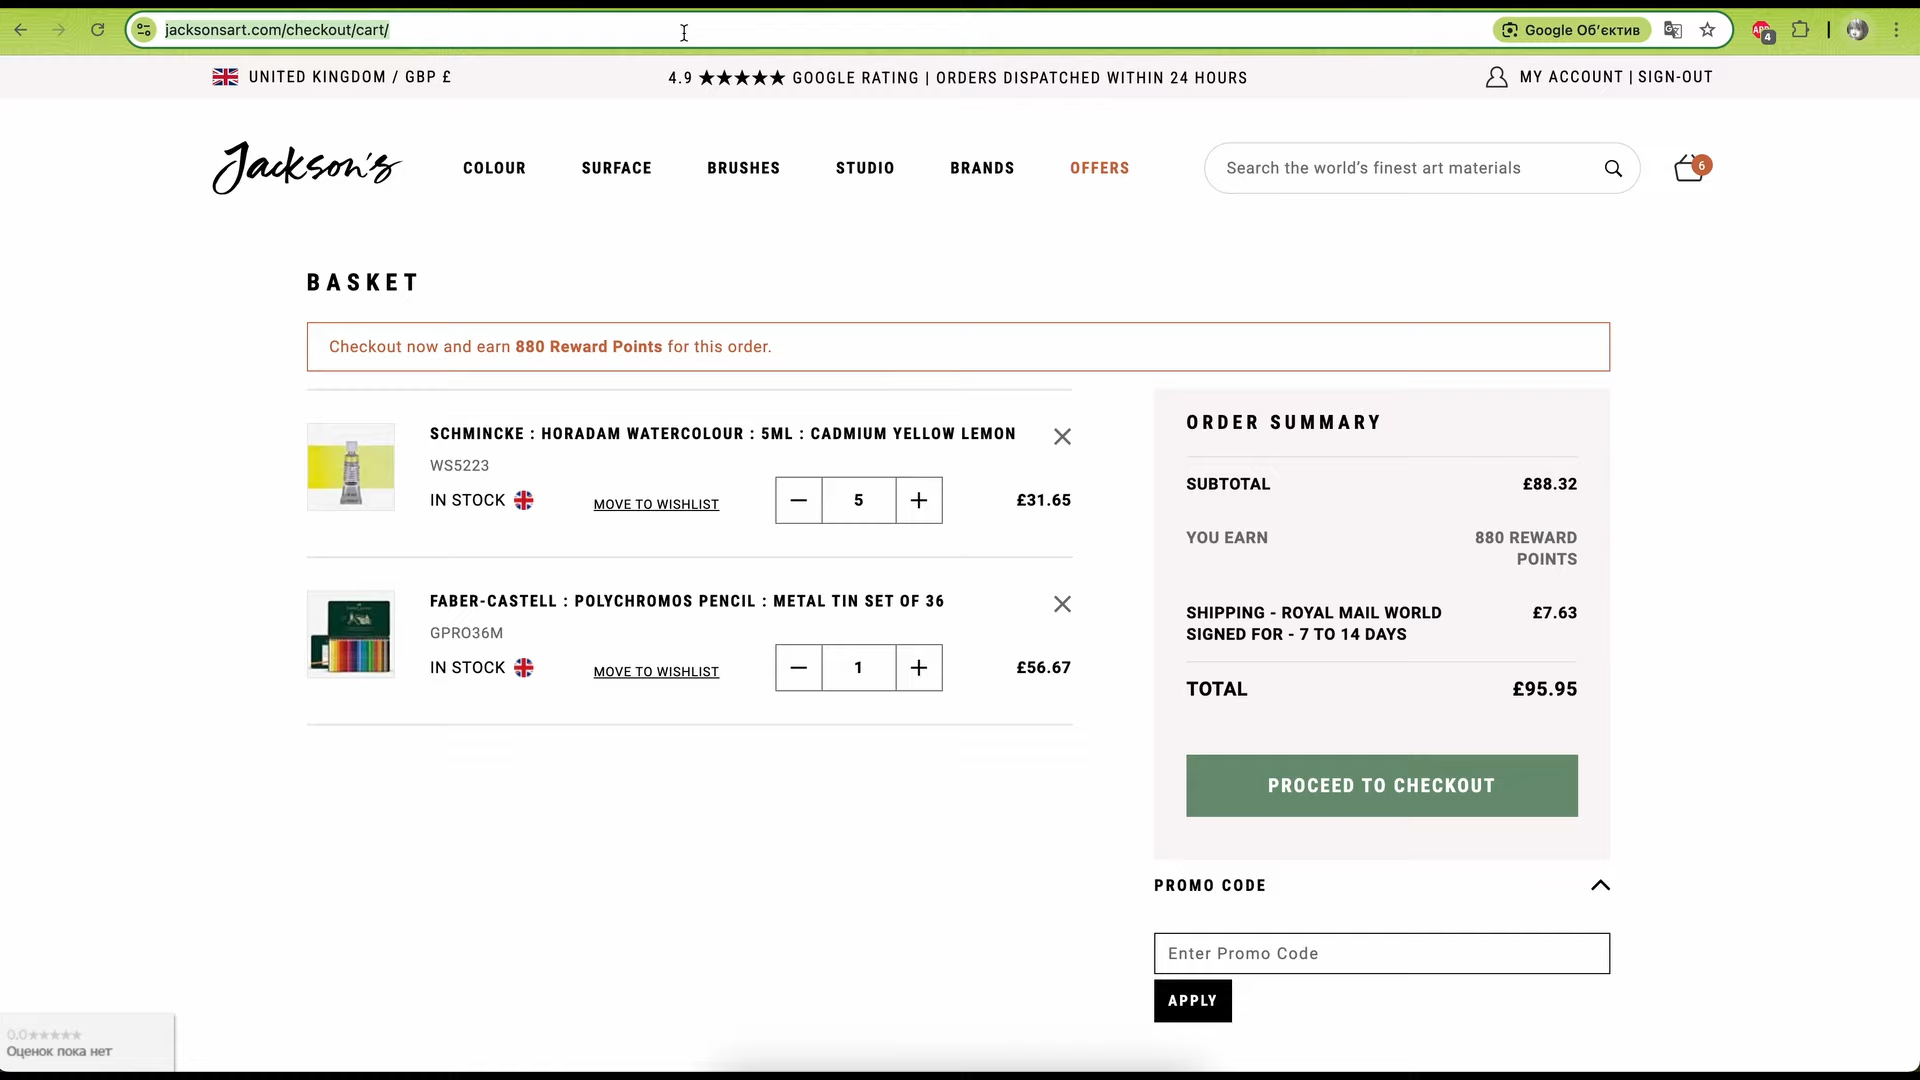 jacksonsart.com/checkout/cart/
Google Об'єктив
4
UNITED KINGDOM / GBP £
4.9 ★★★★★ GOOGLE RATING | ORDERS DISPATCHED WITHIN 24 HOURS
MY ACCOUNT | SIGN-OUT
Jackson's
COLOUR
SURFACE
BRUSHES
STUDIO
BRANDS
OFFERS
Search the world's finest art materials
6
BASKET
Checkout now and earn 880 Reward Points for this order.
SCHMINCKE : HORADAM WATERCOLOUR : 5ML : CADMIUM YELLOW LEMON
WS5223
IN STOCK
MOVE TO WISHLIST
— 5 +
£31.65
FABER-CASTELL : POLYCHROMOS PENCIL : METAL TIN SET OF 36
GPRO36M
IN STOCK
MOVE TO WISHLIST
— 1 +
£56.67
ORDER SUMMARY
SUBTOTAL £88.32
YOU EARN 880 REWARD
POINTS
SHIPPING - ROYAL MAIL WORLD £7.63
SIGNED FOR - 7 TO 14 DAYS
TOTAL £95.95
PROCEED TO CHECKOUT
PROMO CODE
Enter Promo Code
APPLY
0.0★★★★★
Оценок пока нет